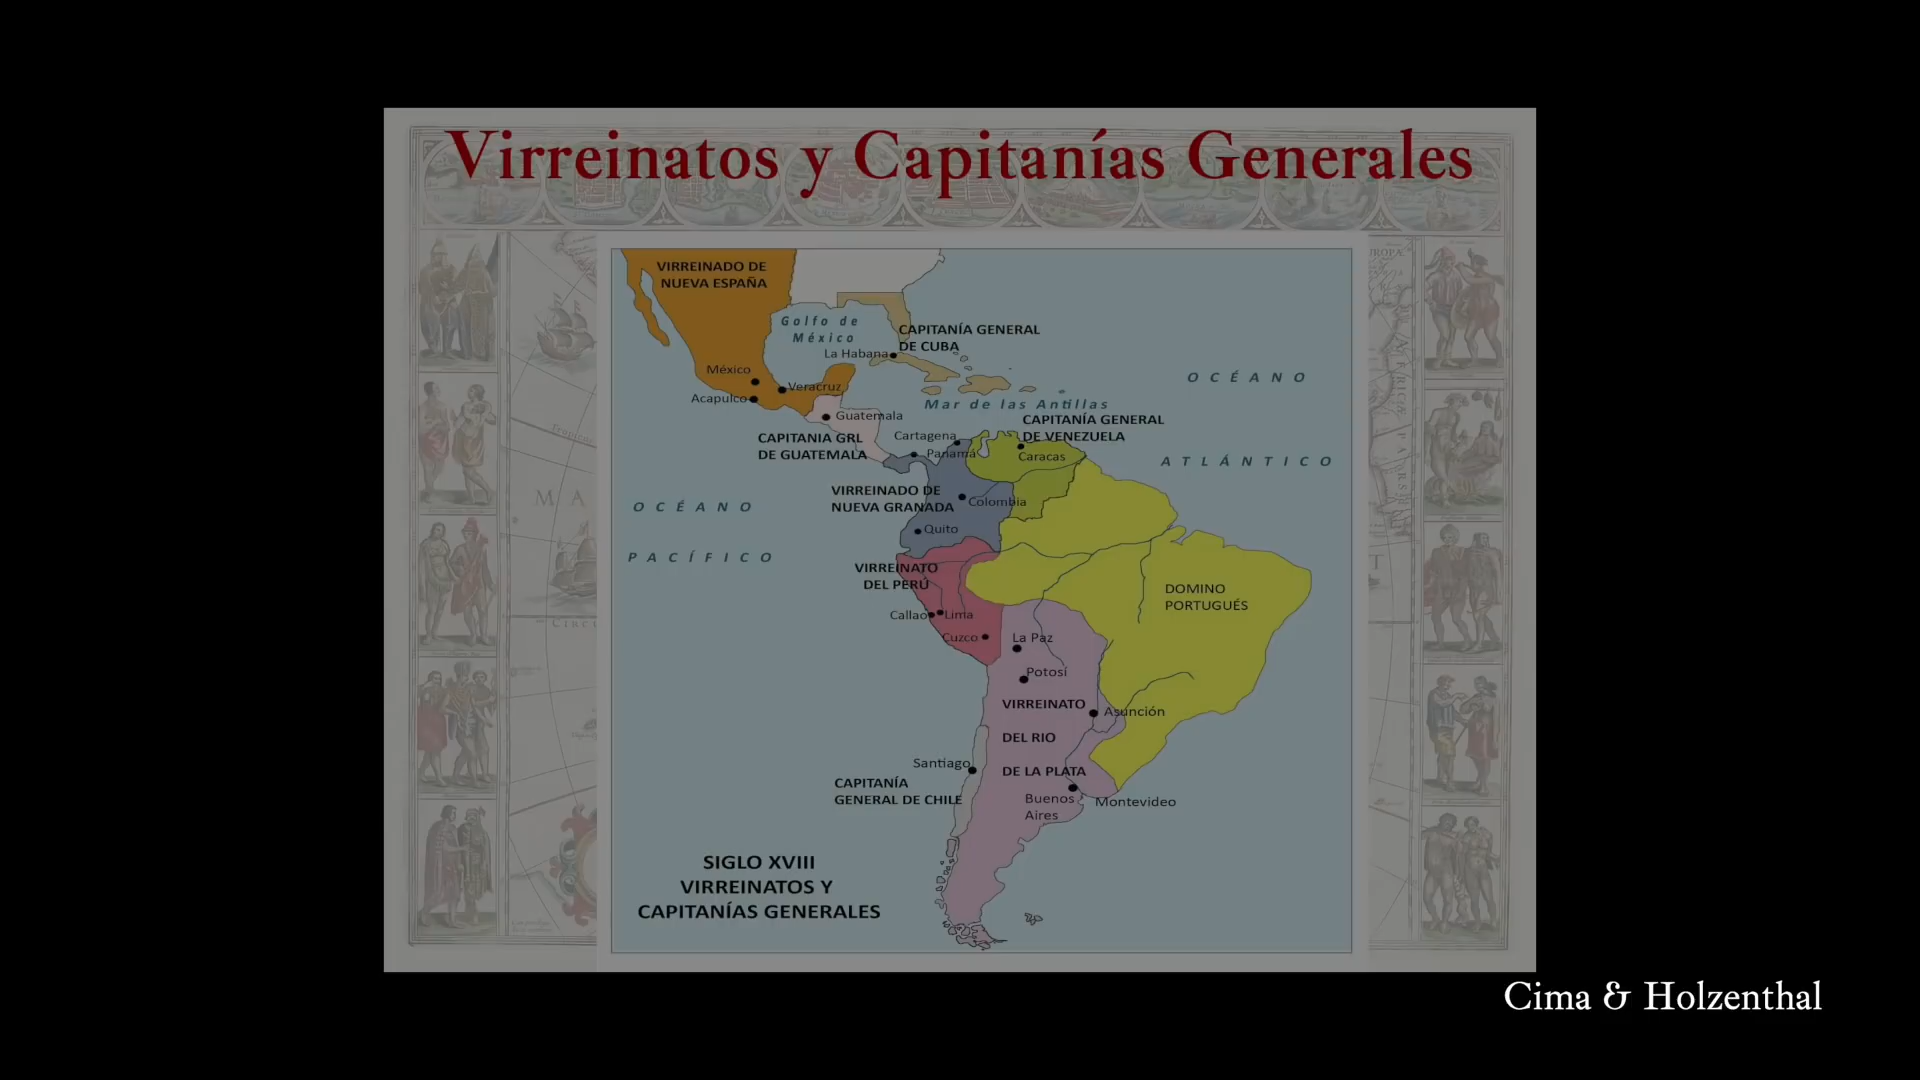 Virreinatos y Capitanías Generales
VIRREINADO DE
NUEVA ESPAÑA
Golfo de
México
CAPITANÍA GENERAL
DE CUBA
La Habana
México
Veracruz
Acapulco
OCÉANO
Mar de las Antillas
Guatemala
CAPITANÍA GENERAL
DE VENEZUELA
CAPITANIA GRL
DE GUATEMALA
Cartagena
Panamá
Caracas
ATLÁNTICO
VIRREINADO DE
NUEVA GRANADA
Colombia
OCÉANO
Quito
PACÍFICO
VIRREINATO
DEL PERÚ
DOMINO
PORTUGUÉS
Callao
Lima
Cuzco
La Paz
Potosí
VIRREINATO
Asunción
DEL RIO
Santiago
DE LA PLATA
CAPITANÍA
GENERAL DE CHILE
Buenos
Aires
Montevideo
SIGLO XVIII
VIRREINATOS Y
CAPITANÍAS GENERALES
Cima & Holzenthal